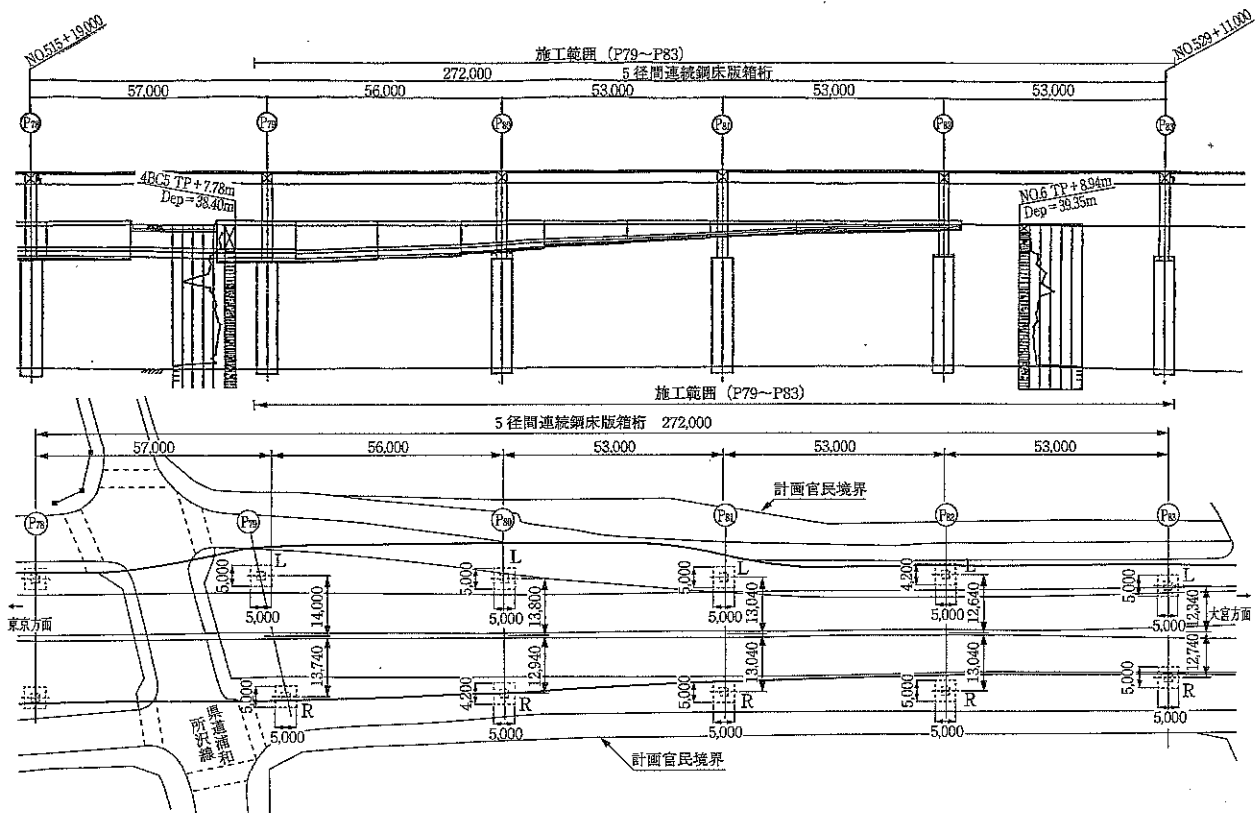 NO.515+19,000
NO.529+11,000
施工範囲 (P79~P83)
272,000 5径間連続鋼床版箱桁
57,000 56,000 53,000 53,000 53,000
P78 P79 P80 P81 P82 P83
4BC5 TP+7.78m
Dep=38.40m
NO.6 TP+8.94m
Dep=39.35m
施工範囲 (P79~P83)
5径間連続鋼床版箱桁 272,000
57,000 56,000 53,000 53,000 53,000
計画官民境界
P78 P79 P80 P81 P82 P83
L L L L L
5,000 5,000 5,000 4,200 5,000
5,000 5,000 5,000 5,000 5,000
14,000 13,800 13,040 12,640 12,340
東京方面
大宮方面
13,740 12,940 13,040 13,040 12,740
5,000 4,200 5,000 5,000 5,000
R R R R R
5,000 5,000 5,000 5,000 5,000
県道浦和
所沢線
計画官民境界